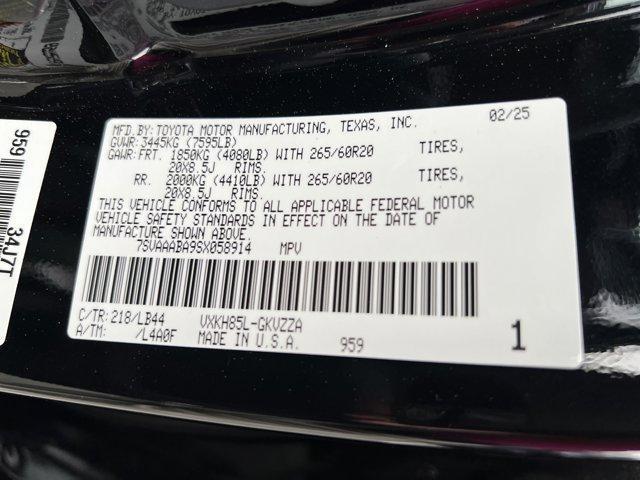 MFD.BY: TOYOTA MOTOR MANUFACTURING, TEXAS, INC. 02/25
GVWR: 3445KG (7595LB)
GAWR: FRT. 1850KG (4080LB) WITH 265/60R20 TIRES,
20X8.5J RIMS.
RR. 2000KG (4410LB) WITH 265/60R20 TIRES,
20X8.5J RIMS.
THIS VEHICLE CONFORMS TO ALL APPLICABLE FEDERAL MOTOR
VEHICLE SAFETY STANDARDS IN EFFECT ON THE DATE OF
MANUFACTURE SHOWN ABOVE.
7SVAAABA9SX058914 MPV
C/TR: 218/LB44 VXKH85L-GKVZZA
A/TM: /L4A0F MADE IN U.S.A. 959 1
959
34J7T